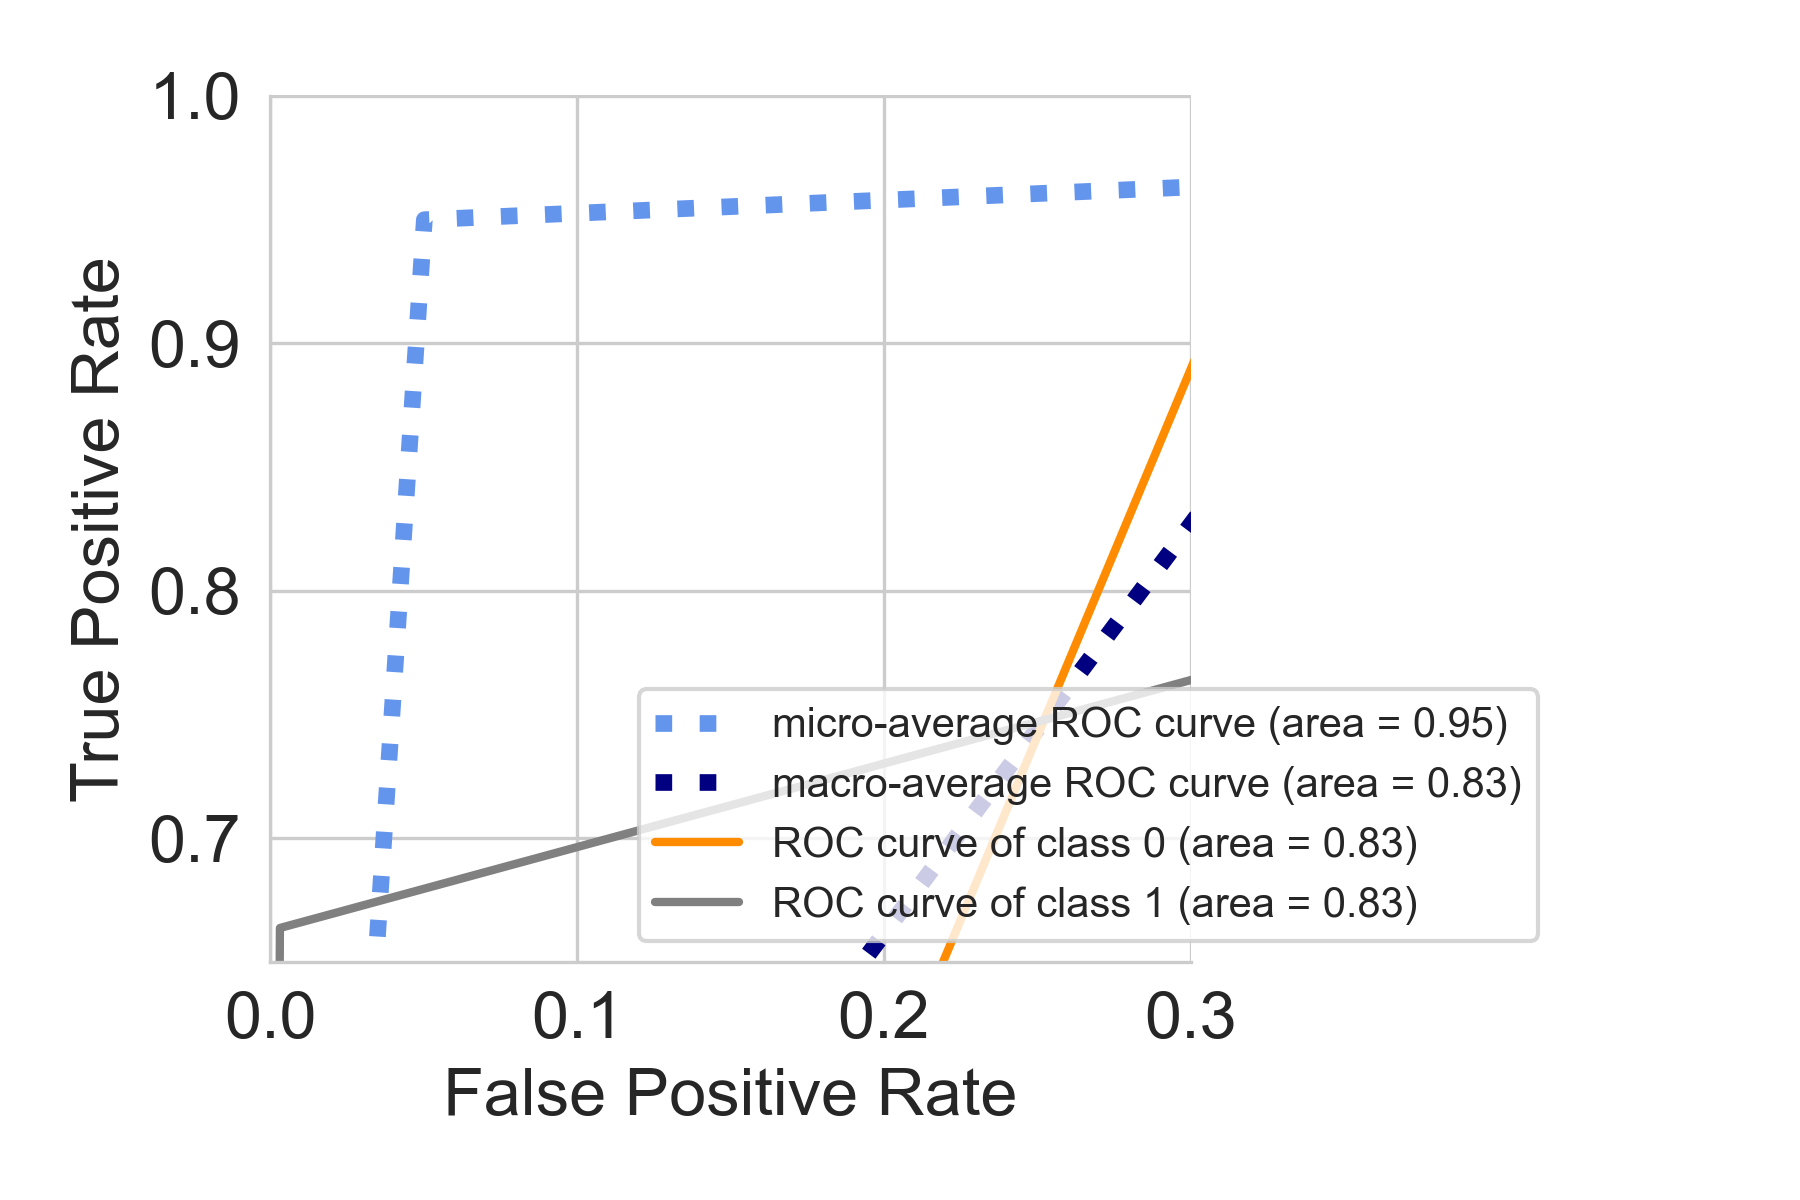 1.0
0.9
0.8
0.7
True Positive Rate
micro-average ROC curve (area = 0.95)
macro-average ROC curve (area = 0.83)
ROC curve of class 0 (area = 0.83)
ROC curve of class 1 (area = 0.83)
0.0 0.1 0.2 0.3
False Positive Rate